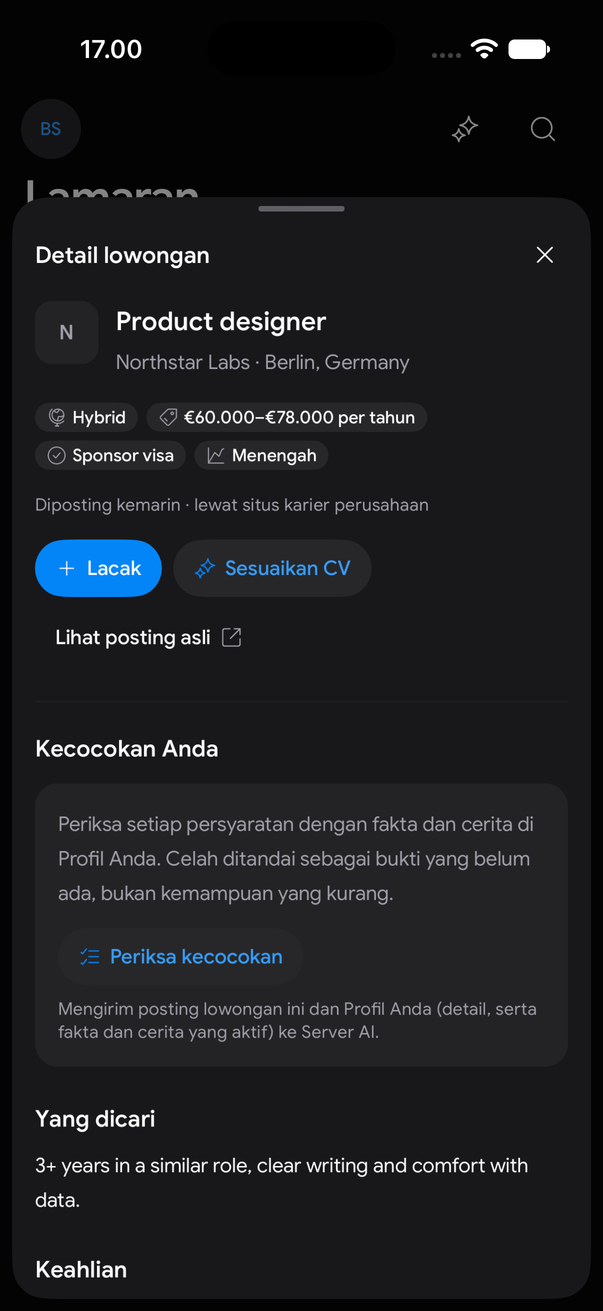 17.00
BS
Lamaran
Detail lowongan
N
Product designer
Northstar Labs · Berlin, Germany
Hybrid
€60.000–€78.000 per tahun
Sponsor visa
Menengah
Diposting kemarin · lewat situs karier perusahaan
Lacak
Sesuaikan CV
Lihat posting asli
Kecocokan Anda
Periksa setiap persyaratan dengan fakta dan cerita di
Profil Anda. Celah ditandai sebagai bukti yang belum
ada, bukan kemampuan yang kurang.
Periksa kecocokan
Mengirim posting lowongan ini dan Profil Anda (detail, serta
fakta dan cerita yang aktif) ke Server AI.
Yang dicari
3+ years in a similar role, clear writing and comfort with
data.
Keahlian